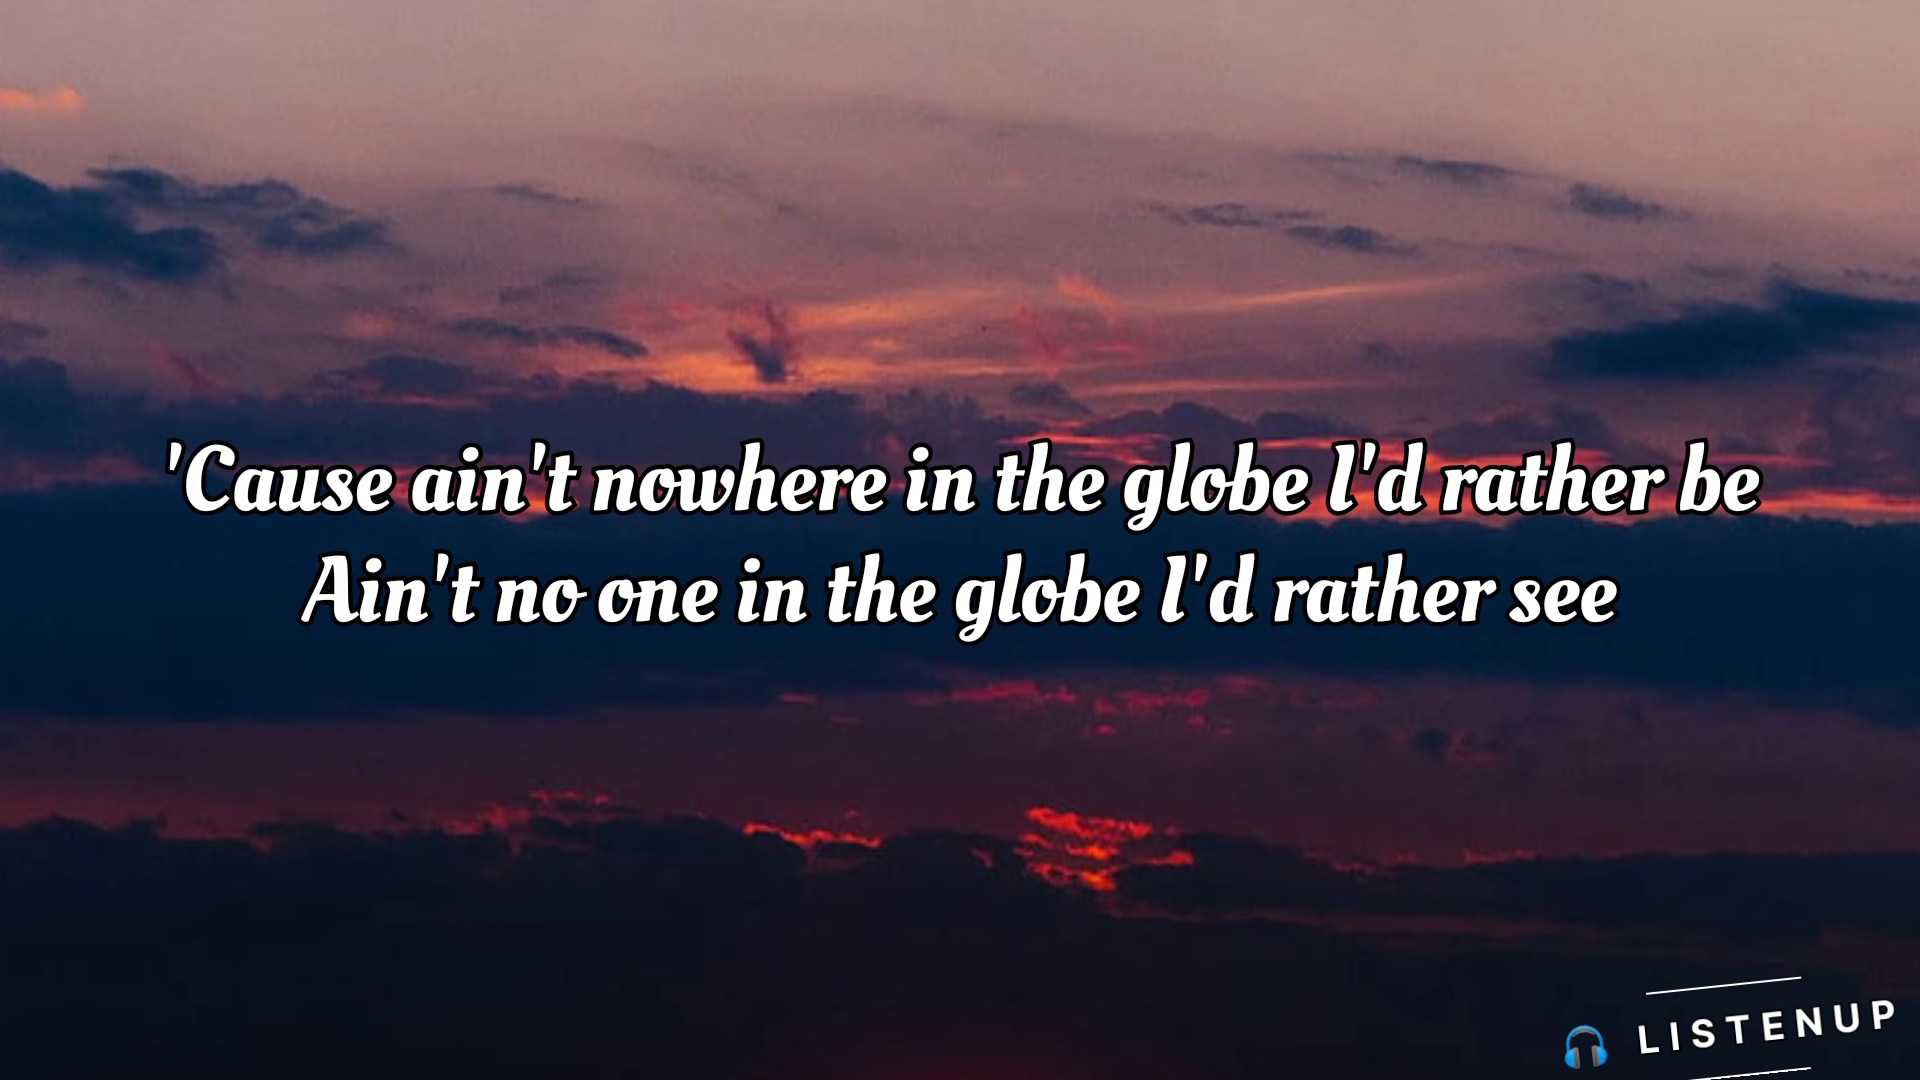 'Cause ain't nowhere in the globe I'd rather be
Ain't no one in the globe I'd rather see
LISTENUP